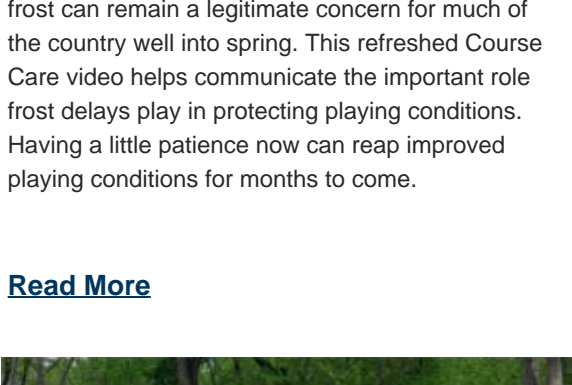 frost can remain a legitimate concern for much of
the country well into spring. This refreshed Course
Care video helps communicate the important role
frost delays play in protecting playing conditions.
Having a little patience now can reap improved
playing conditions for months to come.
Read More